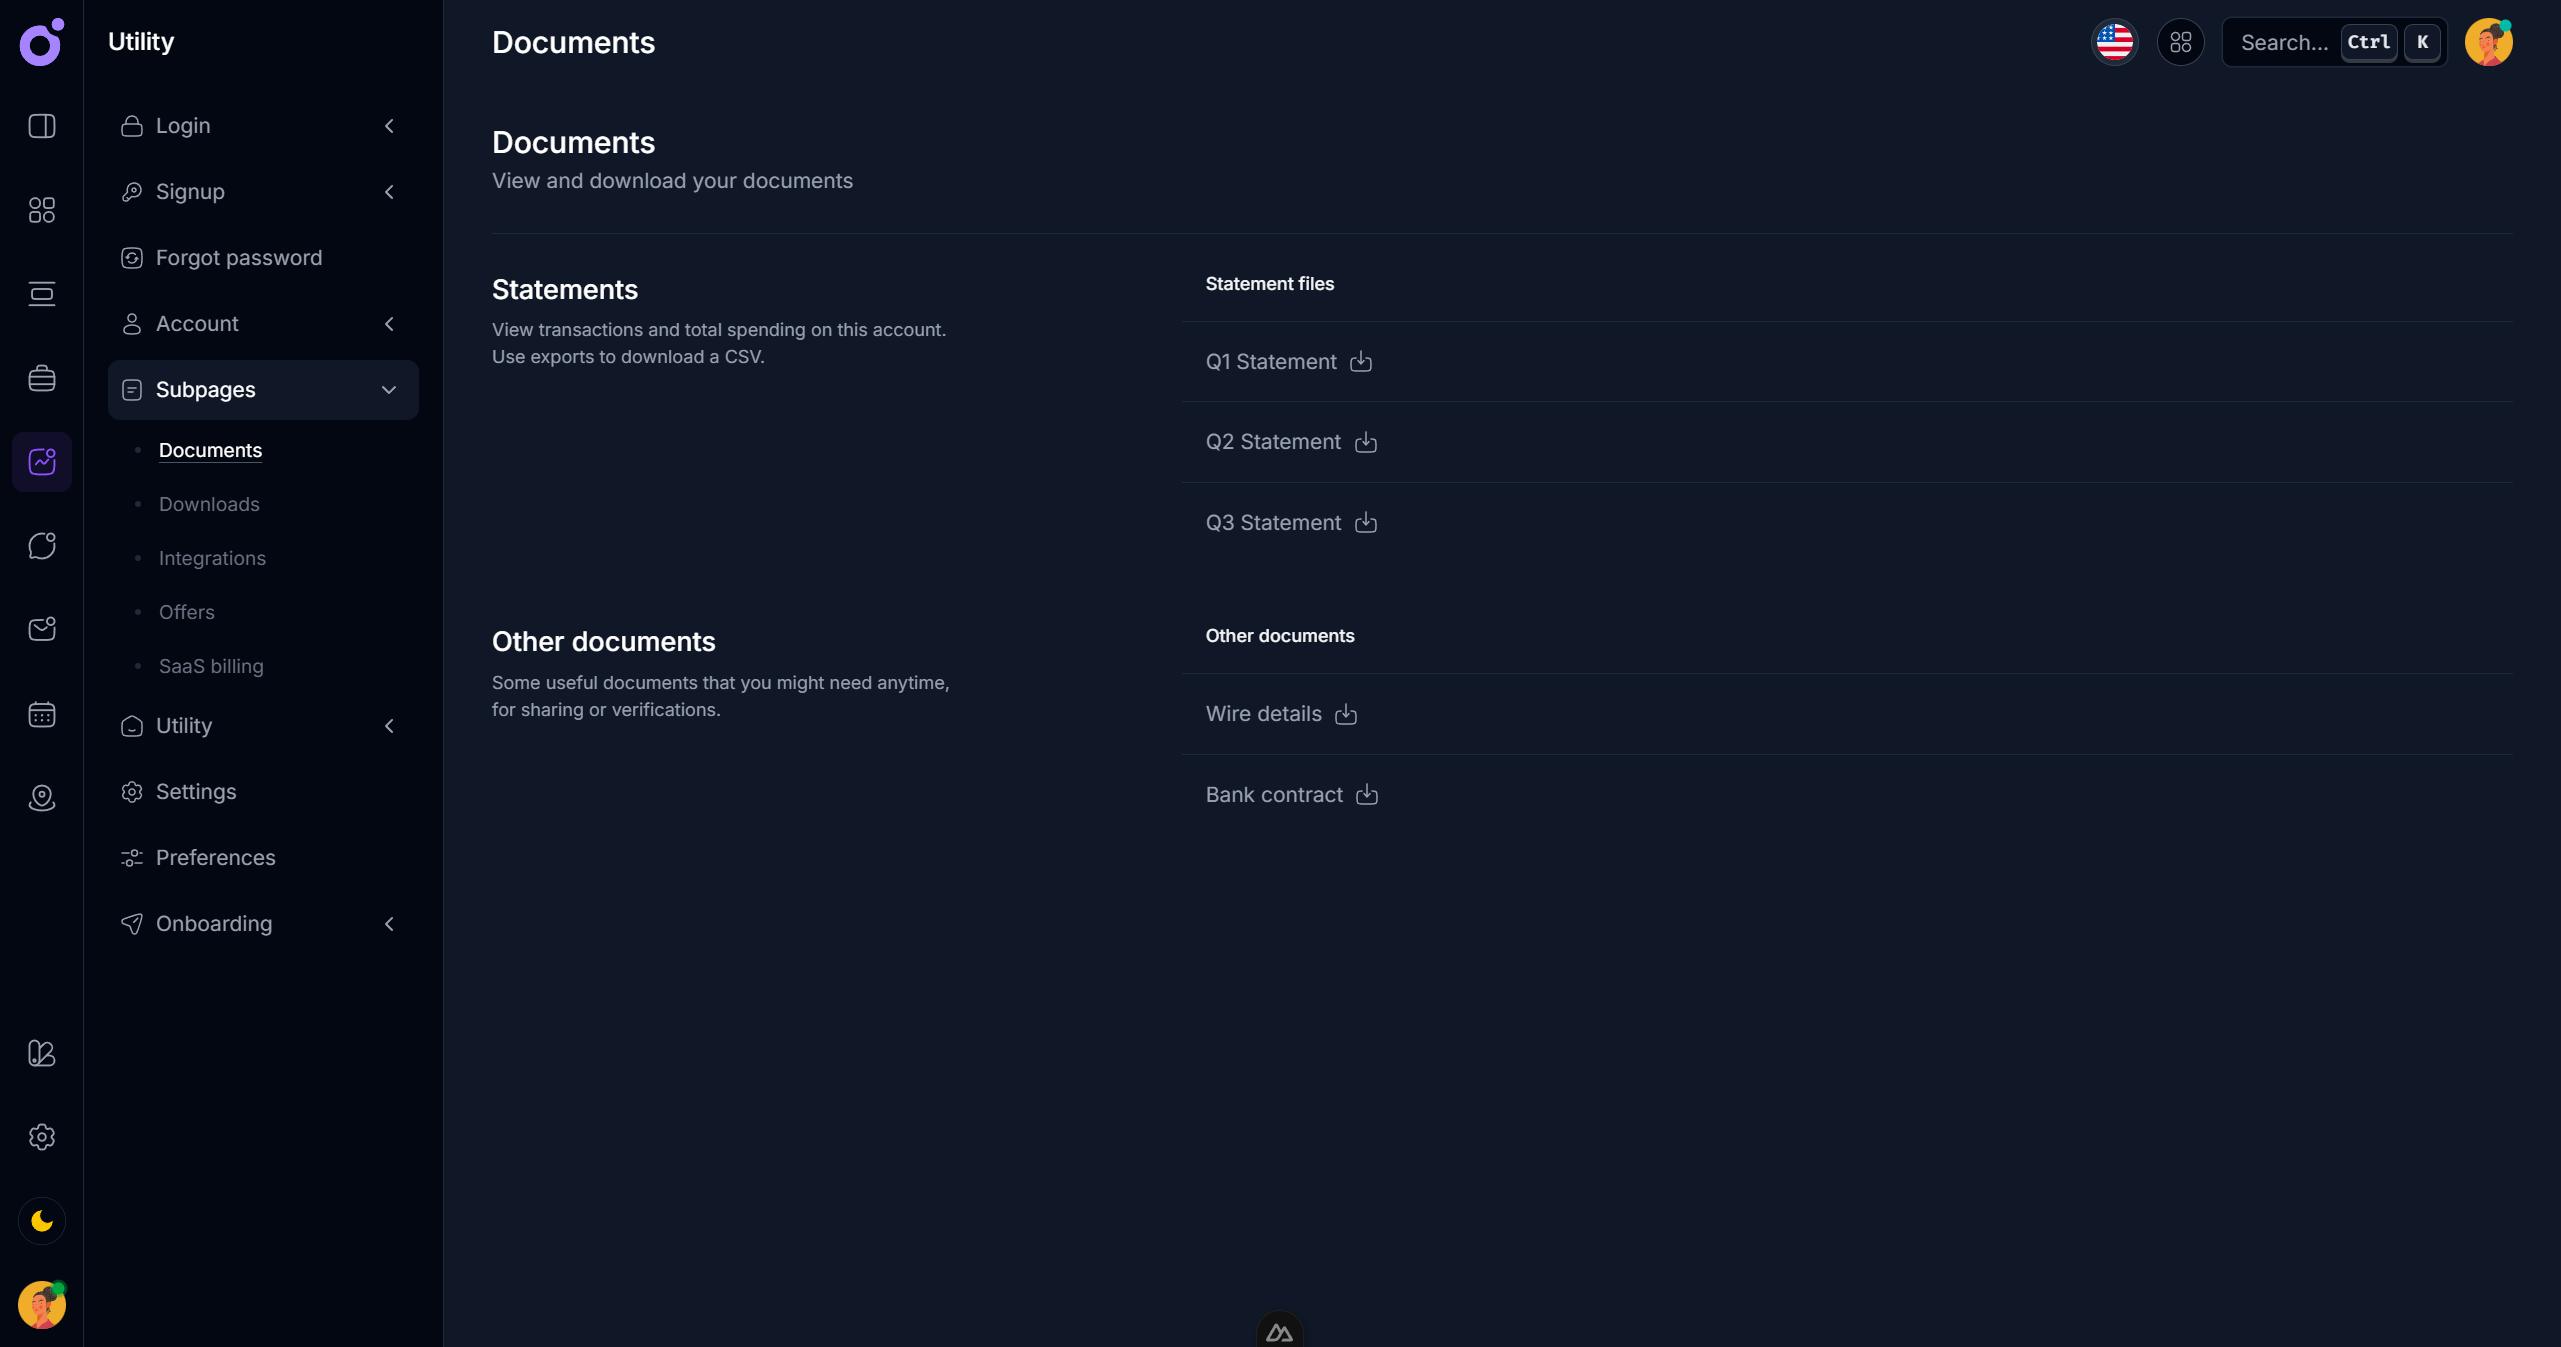 Utility
Login
Signup
Forgot password
Account
Subpages
Documents
Downloads
Integrations
Offers
SaaS billing
Utility
Settings
Preferences
Onboarding
Documents
Search...
Ctrl
K
Documents
View and download your documents
Statements
View transactions and total spending on this account.
Use exports to download a CSV.
Statement files
Q1 Statement
Q2 Statement
Q3 Statement
Other documents
Some useful documents that you might need anytime,
for sharing or verifications.
Other documents
Wire details
Bank contract